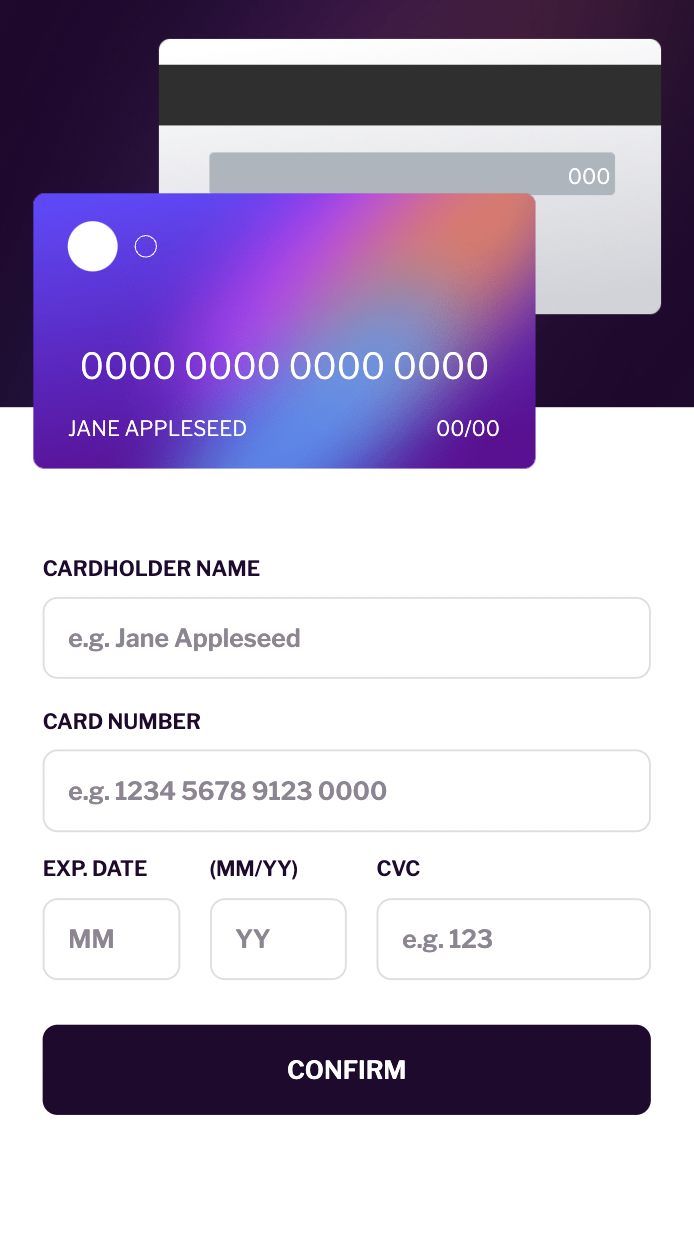 000
0000 0000 0000 0000
JANE APPLESEED 00/00
CARDHOLDER NAME
e.g. Jane Appleseed
CARD NUMBER
e.g. 1234 5678 9123 0000
EXP. DATE (MM/YY) CVC
MM YY e.g. 123
CONFIRM